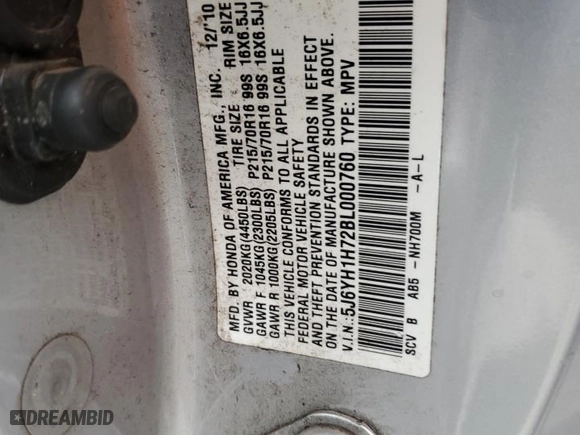 MFD. BY HONDA OF AMERICA MFG., INC. 12/10
TIRE SIZE RIM SIZE
GVWR 2020KG(4450LBS)
GAWR F 1045KG(2300LBS) P215/70R16 99S 16X6.5JJ
GAWR R 1000KG(2205LBS) P215/70R16 99S 16X6.5JJ
THIS VEHICLE CONFORMS TO ALL APPLICABLE
FEDERAL MOTOR VEHICLE SAFETY
AND THEFT PREVENTION STANDARDS IN EFFECT
ON THE DATE OF MANUFACTURE SHOWN ABOVE.
V.I.N.:5J6YH1H72BL000760 TYPE: MPV
SCV B AB5 - NH700M -A-L
DREAMBID